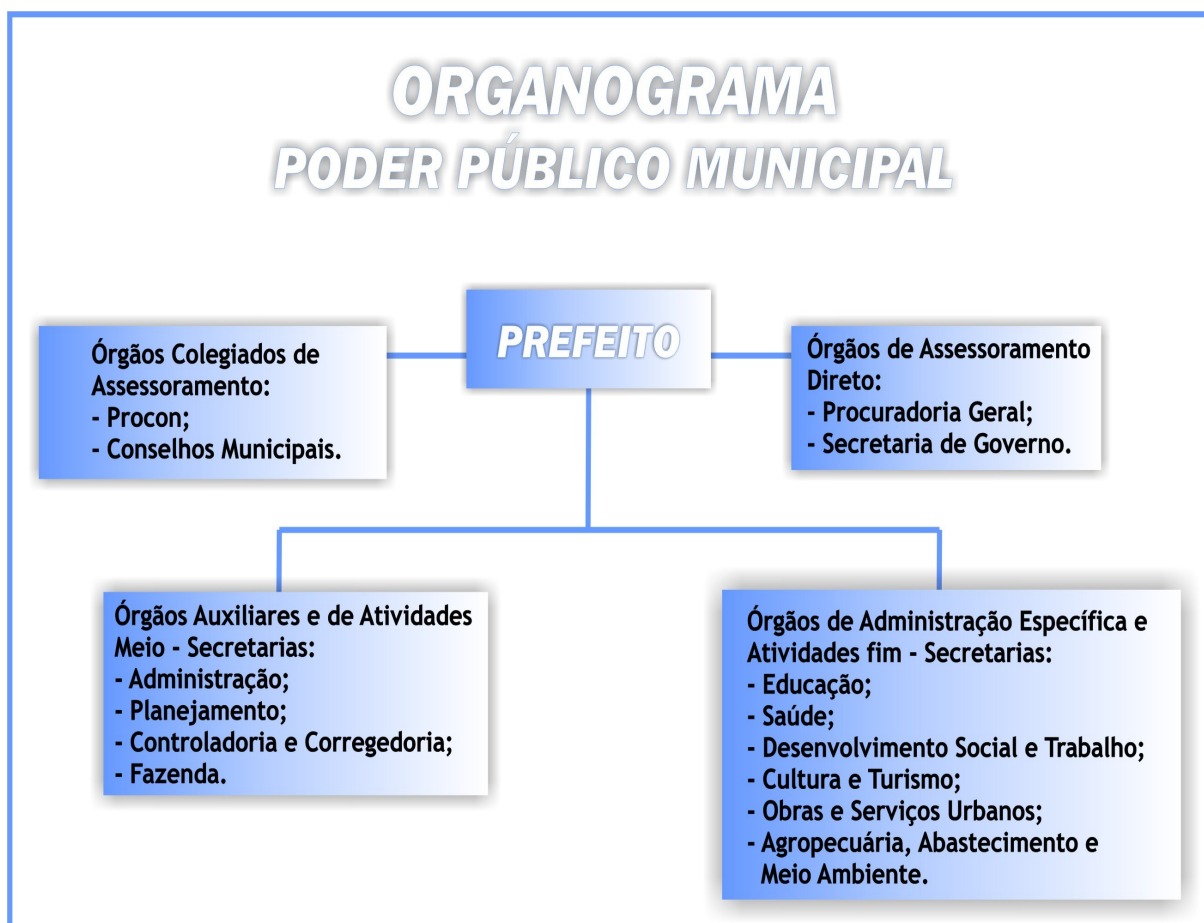 ORGANOGRAMA
PODER PÚBLICO MUNICIPAL
PREFEITO
Órgãos Colegiados de
Assessoramento:
- Procon;
- Conselhos Municipais.
Órgãos de Assessoramento
Direto:
- Procuradoria Geral;
- Secretaria de Governo.
Órgãos Auxiliares e de Atividades
Meio - Secretarias:
- Administração;
- Planejamento;
- Controladoria e Corregedoria;
- Fazenda.
Órgãos de Administração Específica e
Atividades fim - Secretarias:
- Educação;
- Saúde;
- Desenvolvimento Social e Trabalho;
- Cultura e Turismo;
- Obras e Serviços Urbanos;
- Agropecuária, Abastecimento e
Meio Ambiente.